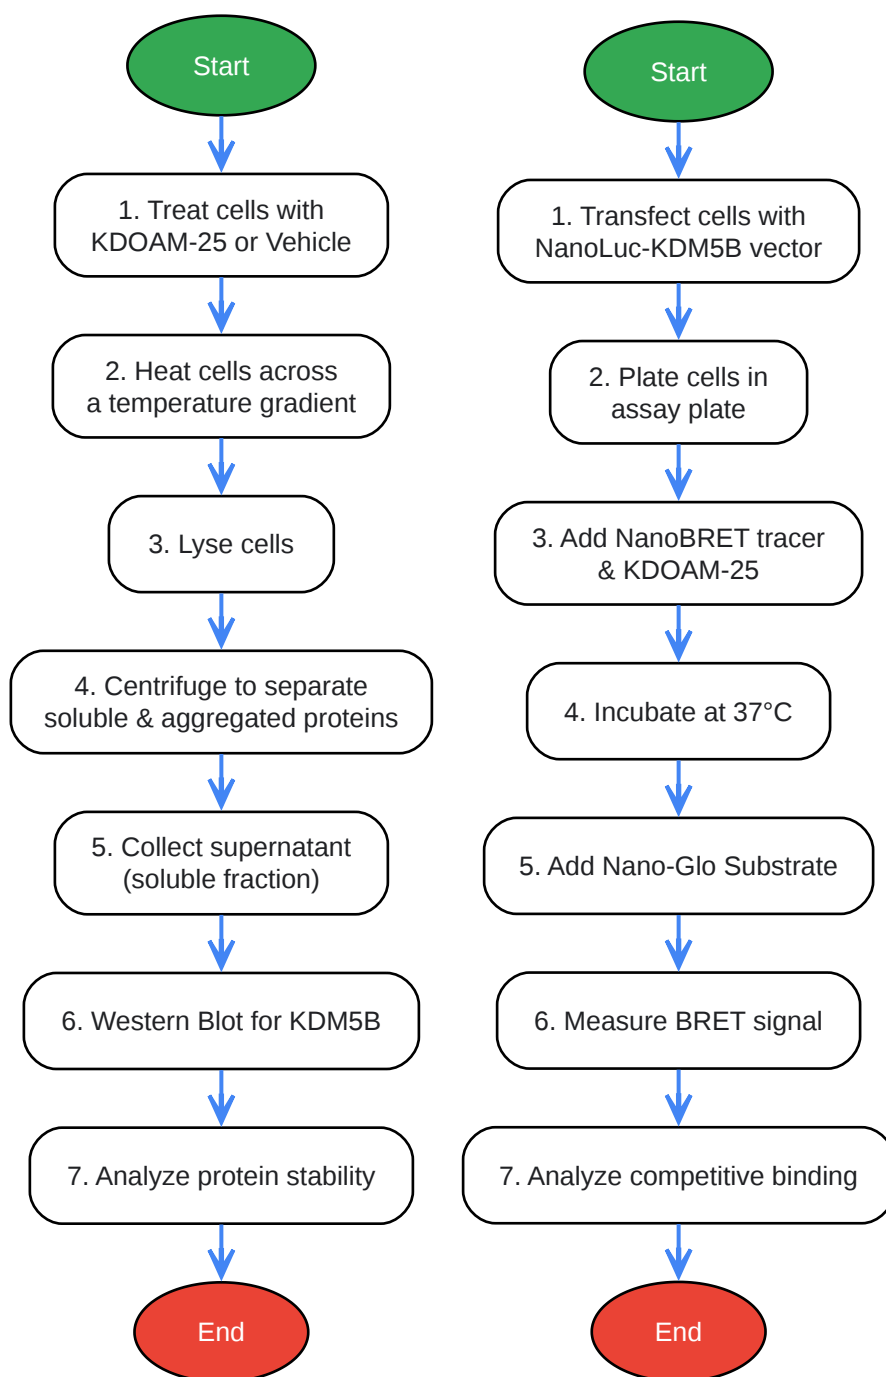 Start
1. Treat cells with
KDOAM-25 or Vehicle
2. Heat cells across
a temperature gradient
3. Lyse cells
4. Centrifuge to separate
soluble & aggregated proteins
5. Collect supernatant
(soluble fraction)
6. Western Blot for KDM5B
7. Analyze protein stability
End
Start
1. Transfect cells with
NanoLuc-KDM5B vector
2. Plate cells in
assay plate
3. Add NanoBRET tracer
& KDOAM-25
4. Incubate at 37°C
5. Add Nano-Glo Substrate
6. Measure BRET signal
7. Analyze competitive binding
End